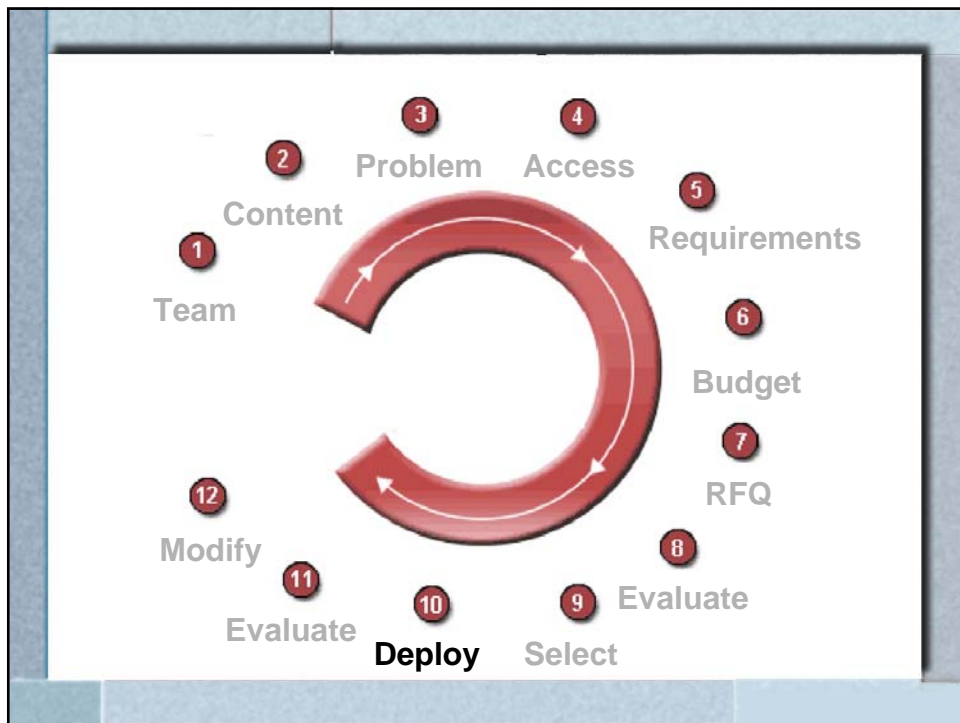 1
Team
2
Content
3
Problem
4
Access
5
Requirements
6
Budget
7
RFQ
8
Evaluate
9
Select
10
Deploy
11
Evaluate
12
Modify